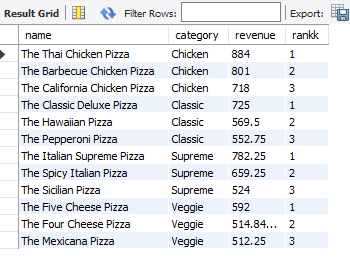 Result Grid Filter Rows: Export:
name category revenue rankk
The Thai Chicken Pizza Chicken 884 1
The Barbecue Chicken Pizza Chicken 801 2
The California Chicken Pizza Chicken 718 3
The Classic Deluxe Pizza Classic 725 1
The Hawaiian Pizza Classic 569.5 2
The Pepperoni Pizza Classic 552.75 3
The Italian Supreme Pizza Supreme 782.25 1
The Spicy Italian Pizza Supreme 659.25 2
The Sicilian Pizza Supreme 524 3
The Five Cheese Pizza Veggie 592 1
The Four Cheese Pizza Veggie 514.84... 2
The Mexicana Pizza Veggie 512.25 3